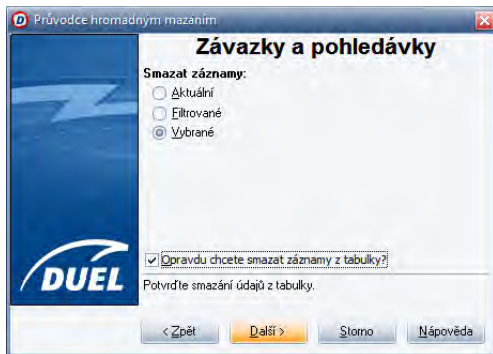 Průvodce hromadným mazáním
Závazky a pohledávky
Smazat záznamy:
Aktuální
Filtrované
Vybrané
Opravdu chcete smazat záznamy z tabulky?
DUEL
Potvrďte smazání údajů z tabulky.
< Zpět Další > Storno Nápověda